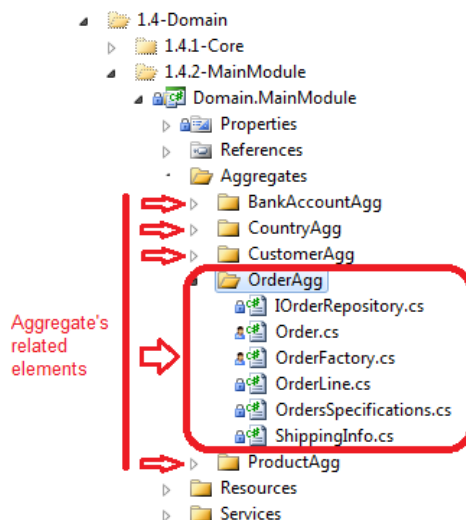 1.4-Domain
1.4.1-Core
1.4.2-MainModule
Domain.MainModule
Properties
References
Aggregates
BankAccountAgg
CountryAgg
CustomerAgg
OrderAgg
IOrderRepository.cs
Order.cs
OrderFactory.cs
OrderLine.cs
OrdersSpecifications.cs
ShippingInfo.cs
ProductAgg
Resources
Services
Aggregate's
related
elements